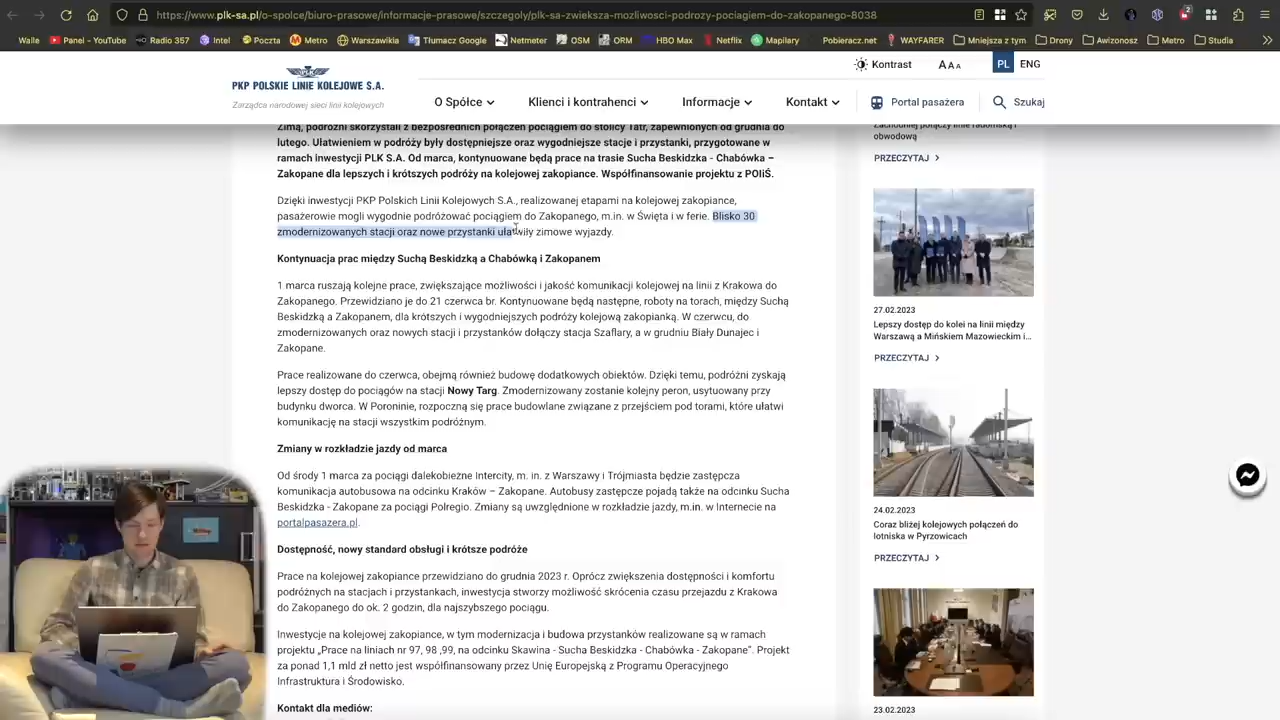 https://www.plk-sa.pl/o-spolce/biuro-prasowe/informacje-prasowe/szczegoly/pks-sa-zwieksza-mozliwosci-podrozy-pociagiem-do-zakopanego-8038
2
Waluty
Panel - YouTube
Radio 357
Allegro
Metro
Strony
Materiały
Tłumacz Google
Metryfikator
OSM
OBM
HBO Max
Netflix
SkyShowtime
MapSpam
Pobieracz.net
WAYFARER
Morphmarket
Studia
Kontrast
AAA
PL
ENG
PLK
PKP POLSKIE LINIE KOLEJOWE S.A.
Zarządca narodowej sieci linii kolejowych
O Spółce
Klienci i kontrahenci
Informacje
Kontakt
Portal pasażera
Szukaj
Zimą, podróżni skorzystali z bezpośrednich połączeń pociągiem do stolicy Tatr, zapewnionych od grudnia do
lutego. Ułatwieniem w podróży były dostępniejsze oraz wygodniejsze stacje i przystanki, przygotowane w
ramach inwestycji PLK S.A. Od marca, kontynuowane będą prace na trasie Sucha Beskidzka - Chabówka –
Zakopane dla lepszych i krótszych podróży na kolejowej zakopiance. Współfinansowanie projektu z POIiŚ.
Dzięki inwestycji PKP Polskich Linii Kolejowych S.A., realizowanej etapami na kolejowej zakopiance,
pasażerowie mogli wygodnie podróżować pociągiem do Zakopanego, m.in. w Święta i w ferie. Blisko 30
zmodernizowanych stacji oraz nowe przystanki ułatwiły zimowe wyjazdy.
Kontynuacja prac między Suchą Beskidzką a Chabówką i Zakopanem
1 marca ruszają kolejne prace, zwiększające możliwości i jakość komunikacji kolejowej na linii z Krakowa do
Zakopanego. Przewidziano je do 21 czerwca br. Kontynuowane będą następne, roboty na torach, między Suchą
Beskidzką a Zakopanem, dla krótszych i wygodniejszych podróży koleją zakopianką. W czerwcu, do
zmodernizowanych oraz nowych stacji i przystanków dołączy stacja Szaflary, a w grudniu Biały Dunajec i
Zakopane.
Prace realizowane do czerwca, obejmą również budowę dodatkowych obiektów. Dzięki temu, podróżni zyskają
lepszy dostęp do pociągów na stacji Nowy Targ. Zmodernizowany zostanie kolejny peron, usytuowany przy
budynku dworca. W Poroninie, rozpoczną się prace budowlane związane z przejściem pod torami, które ułatwi
komunikację na stacji wszystkim podróżnym.
Zmiany w rozkładzie jazdy od marca
Od środy 1 marca za pociągi dalekobieżne Intercity, m. in. z Warszawy i Trójmiasta będzie zastępcza
komunikacja autobusowa na odcinku Kraków – Zakopane. Autobusy zastępcze pojadą także na odcinku Sucha
Beskidzka - Zakopane za pociągi Polregio. Zmiany są uwzględnione w rozkładzie jazdy, m.in. w Internecie na
portalpasazera.pl.
Dostępność, nowy standard obsługi i krótsze podróże
Prace na kolejowej zakopiance przewidziano do grudnia 2023 r. Oprócz zwiększenia dostępności i komfortu
podróżnych na stacjach i przystankach, inwestycja stworzy możliwość skrócenia czasu przejazdu z Krakowa
do Zakopanego do ok. 2 godzin, dla najszybszego pociągu.
Inwestycje na kolejowej zakopiance, w tym modernizacja i budowa przystanków realizowane są w ramach
projektu „Prace na liniach nr 97, 98 ,99, na odcinku Skawina - Sucha Beskidzka - Chabówka - Zakopane”. Projekt
za ponad 1,1 mld zł netto jest współfinansowany przez Unię Europejską z Programu Operacyjnego
Infrastruktura i Środowisko.
Kontakt dla mediów:
Zachodniej połączy linie radomską i
obwodową
PRZECZYTAJ
27.02.2023
Lepszy dostęp do kolei na linii między
Warszawą a Mińskiem Mazowieckim i...
PRZECZYTAJ
24.02.2023
Coraz bliżej kolejowych połączeń do
lotniska w Pyrzowicach
PRZECZYTAJ
23.02.2023